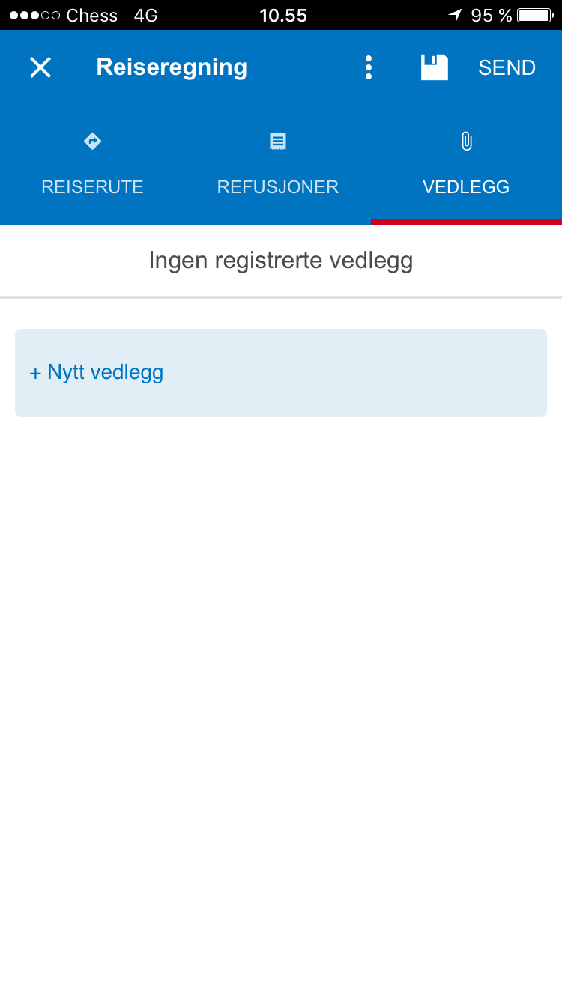 Chess 4G 10.55 95 %
Reiseregning SEND
REISERUTE REFUSJONER VEDLEGG
Ingen registrerte vedlegg
+ Nytt vedlegg